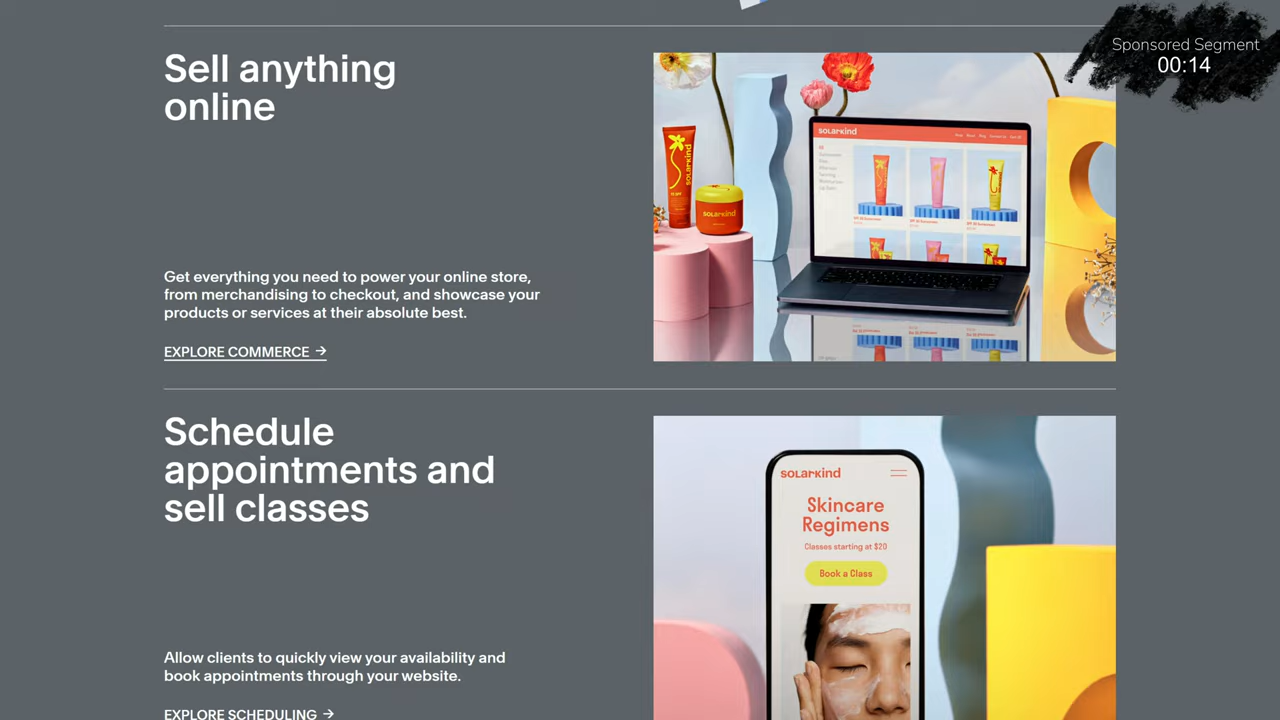 Sponsored Segment
00:14
Sell anything
online
Get everything you need to power your online store,
from merchandising to checkout, and showcase your
products or services at their absolute best.
EXPLORE COMMERCE →
solarkind
solarkind
solarkind
Schedule
appointments and
sell classes
Allow clients to quickly view your availability and
book appointments through your website.
EXPLORE SCHEDULING →
solarkind
Skincare
Regimens
Classes starting at $20
Book a Class